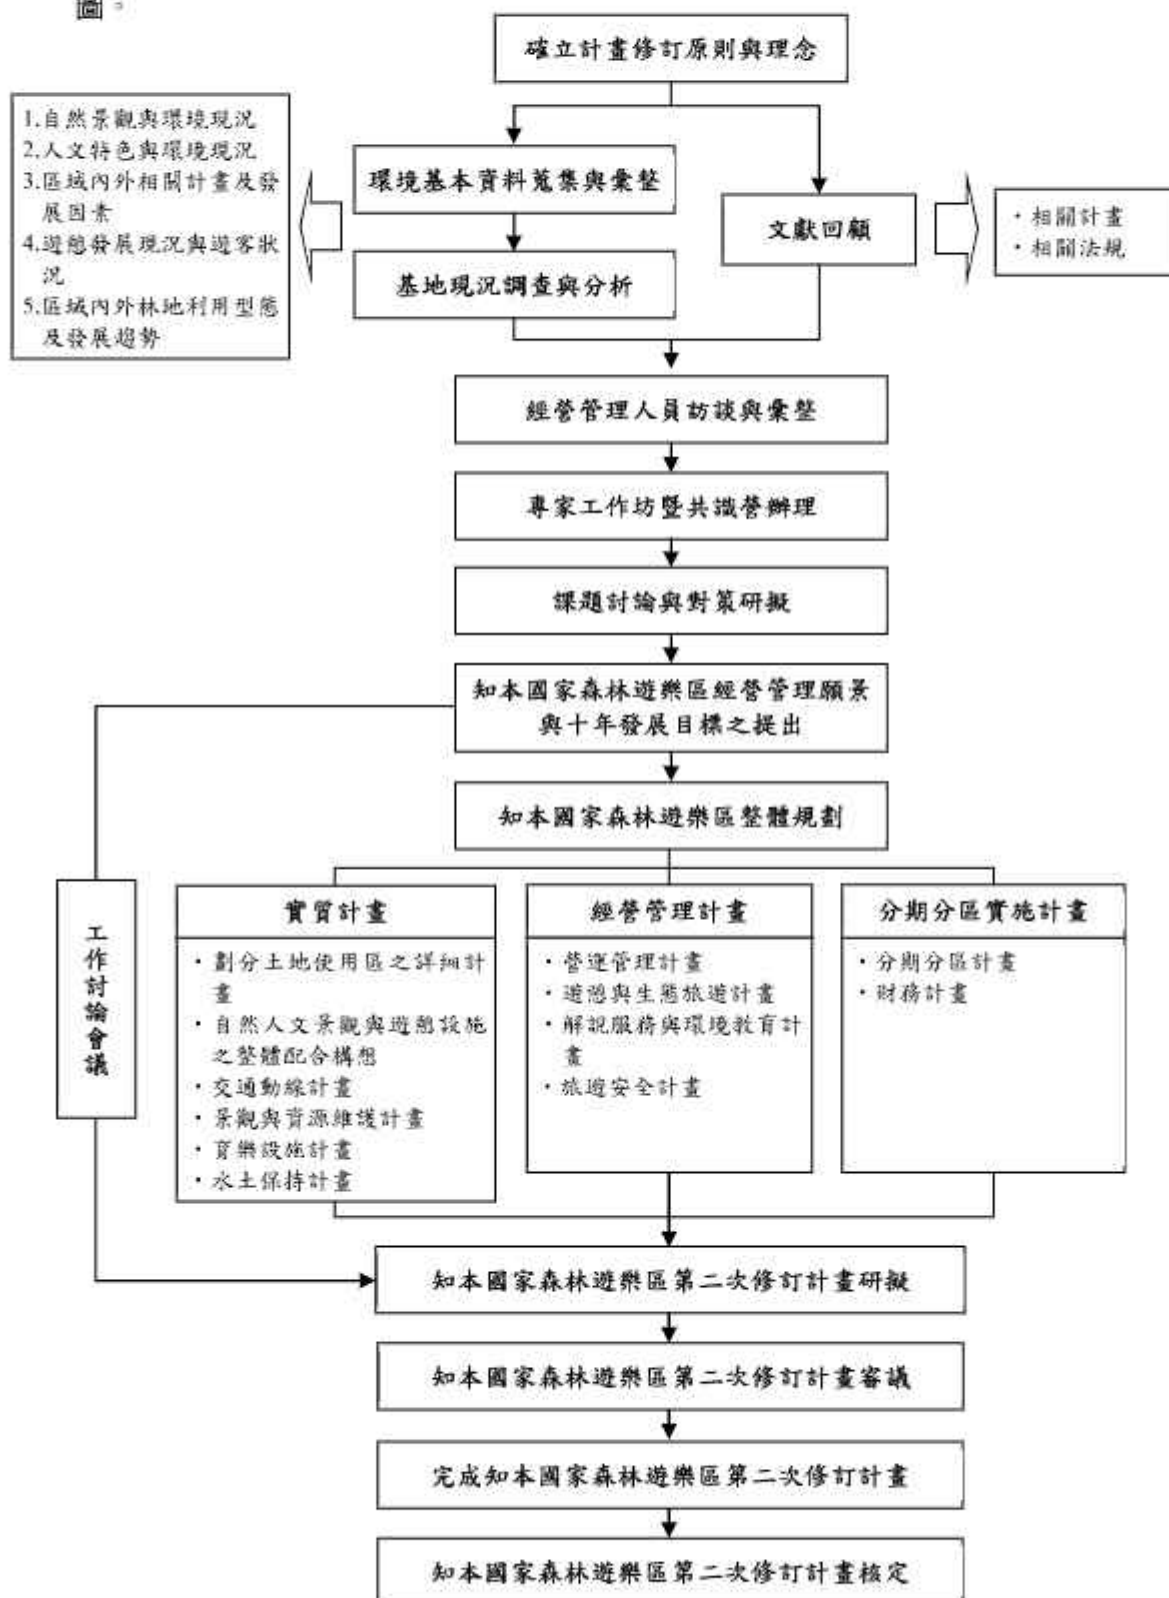 圖。
確立計畫修訂原則與理念
1.自然景觀與環境現況
2.人文特色與環境現況
3.區域內外相關計畫及發
展因素
4.遊憩發展現況與遊客狀
況
5.區域內外林地利用型態
及發展趨勢
環境基本資料蒐集與彙整
基地現況調查與分析
文獻回顧
・相關計畫
・相關法規
經營管理人員訪談與彙整
專家工作坊暨共識營辦理
課題討論與對策研擬
知本國家森林遊樂區經營管理願景
與十年發展目標之提出
知本國家森林遊樂區整體規劃
工作討論會議
實質計畫
・劃分土地使用區之詳細計
畫
・自然人文景觀與遊憩設施
之整體配合構想
・交通動線計畫
・景觀與資源維護計畫
・育樂設施計畫
・水土保持計畫
經營管理計畫
・營運管理計畫
・遊憩與生態旅遊計畫
・解說服務與環境教育計
畫
・旅遊安全計畫
分期分區實施計畫
・分期分區計畫
・財務計畫
知本國家森林遊樂區第二次修訂計畫研擬
知本國家森林遊樂區第二次修訂計畫審議
完成知本國家森林遊樂區第二次修訂計畫
知本國家森林遊樂區第二次修訂計畫核定